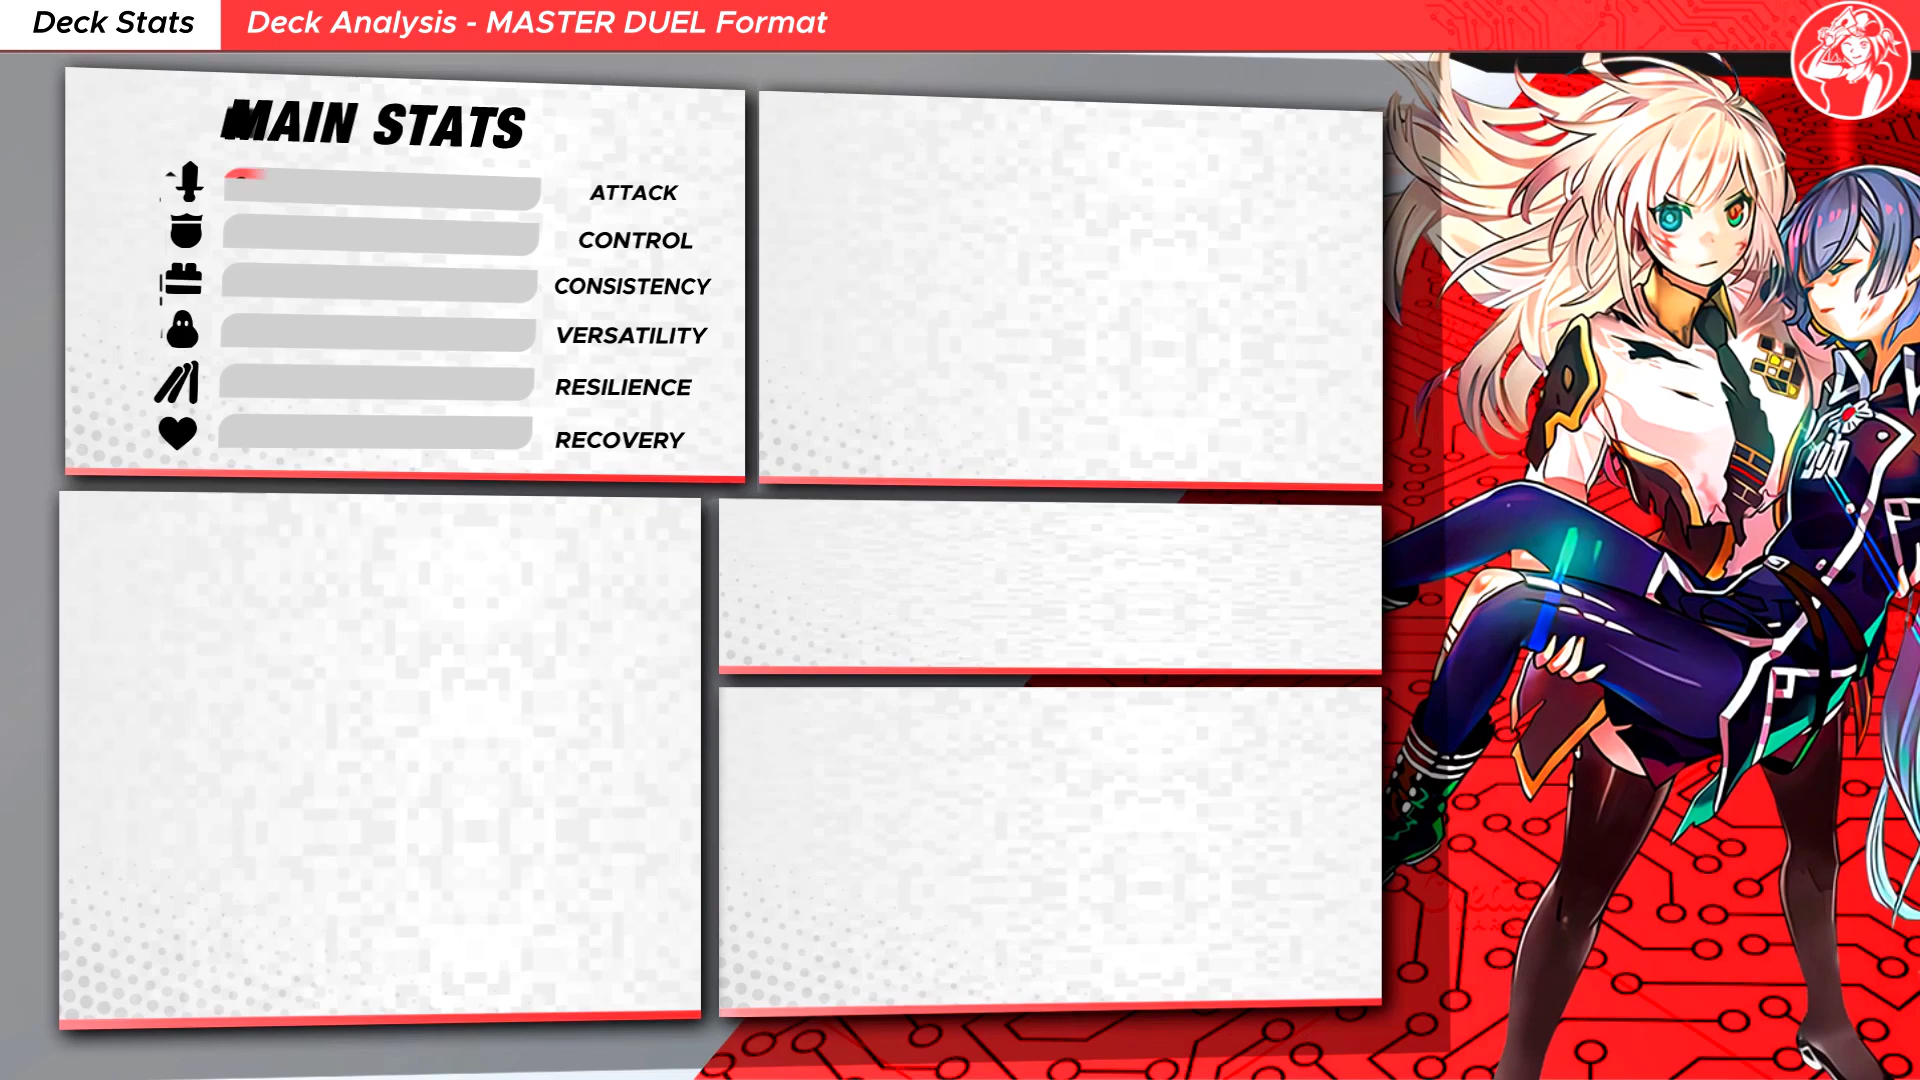 Deck Stats
Deck Analysis - MASTER DUEL Format
MAIN STATS
ATTACK
CONTROL
CONSISTENCY
VERSATILITY
RESILIENCE
RECOVERY